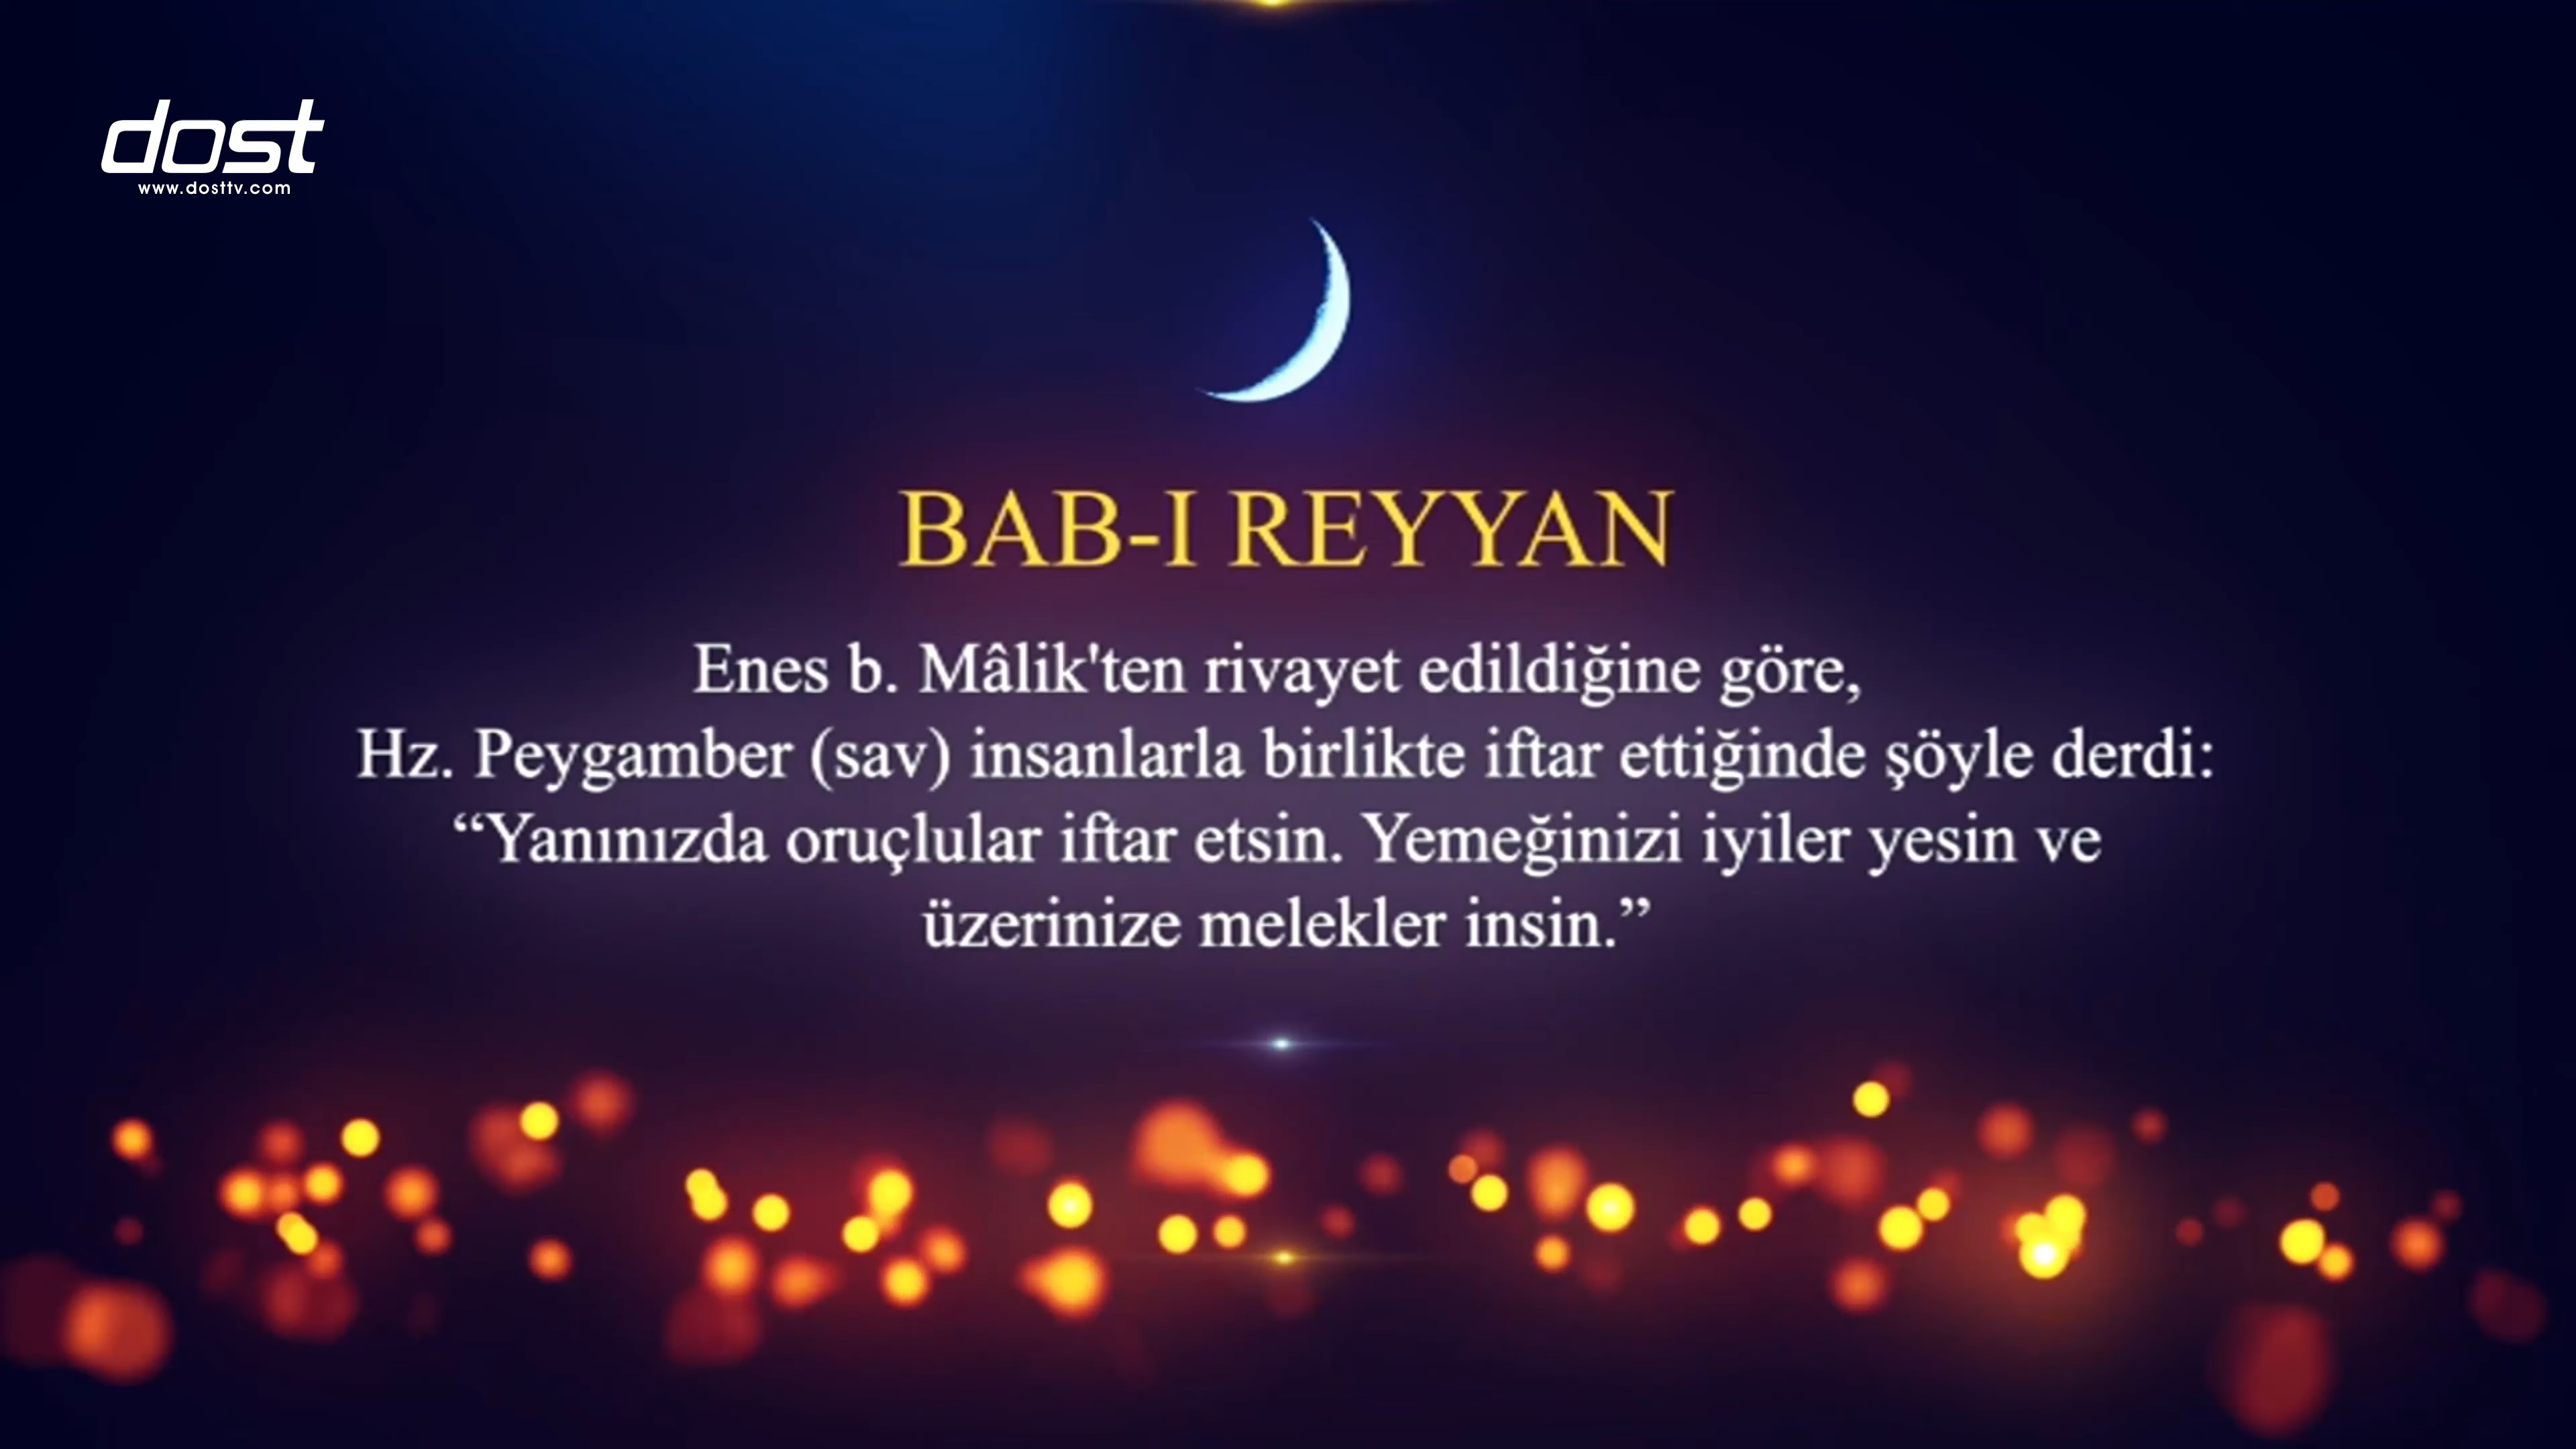 dost
www.dosttv.com
BAB-I REYYAN
Enes b. Mâlik'ten rivayet edildiğine göre,
Hz. Peygamber (sav) insanlarla birlikte iftar ettiğinde şöyle derdi:
“Yanınızda oruçlular iftar etsin. Yemeğinizi iyiler yesin ve
üzerinize melekler insin.”